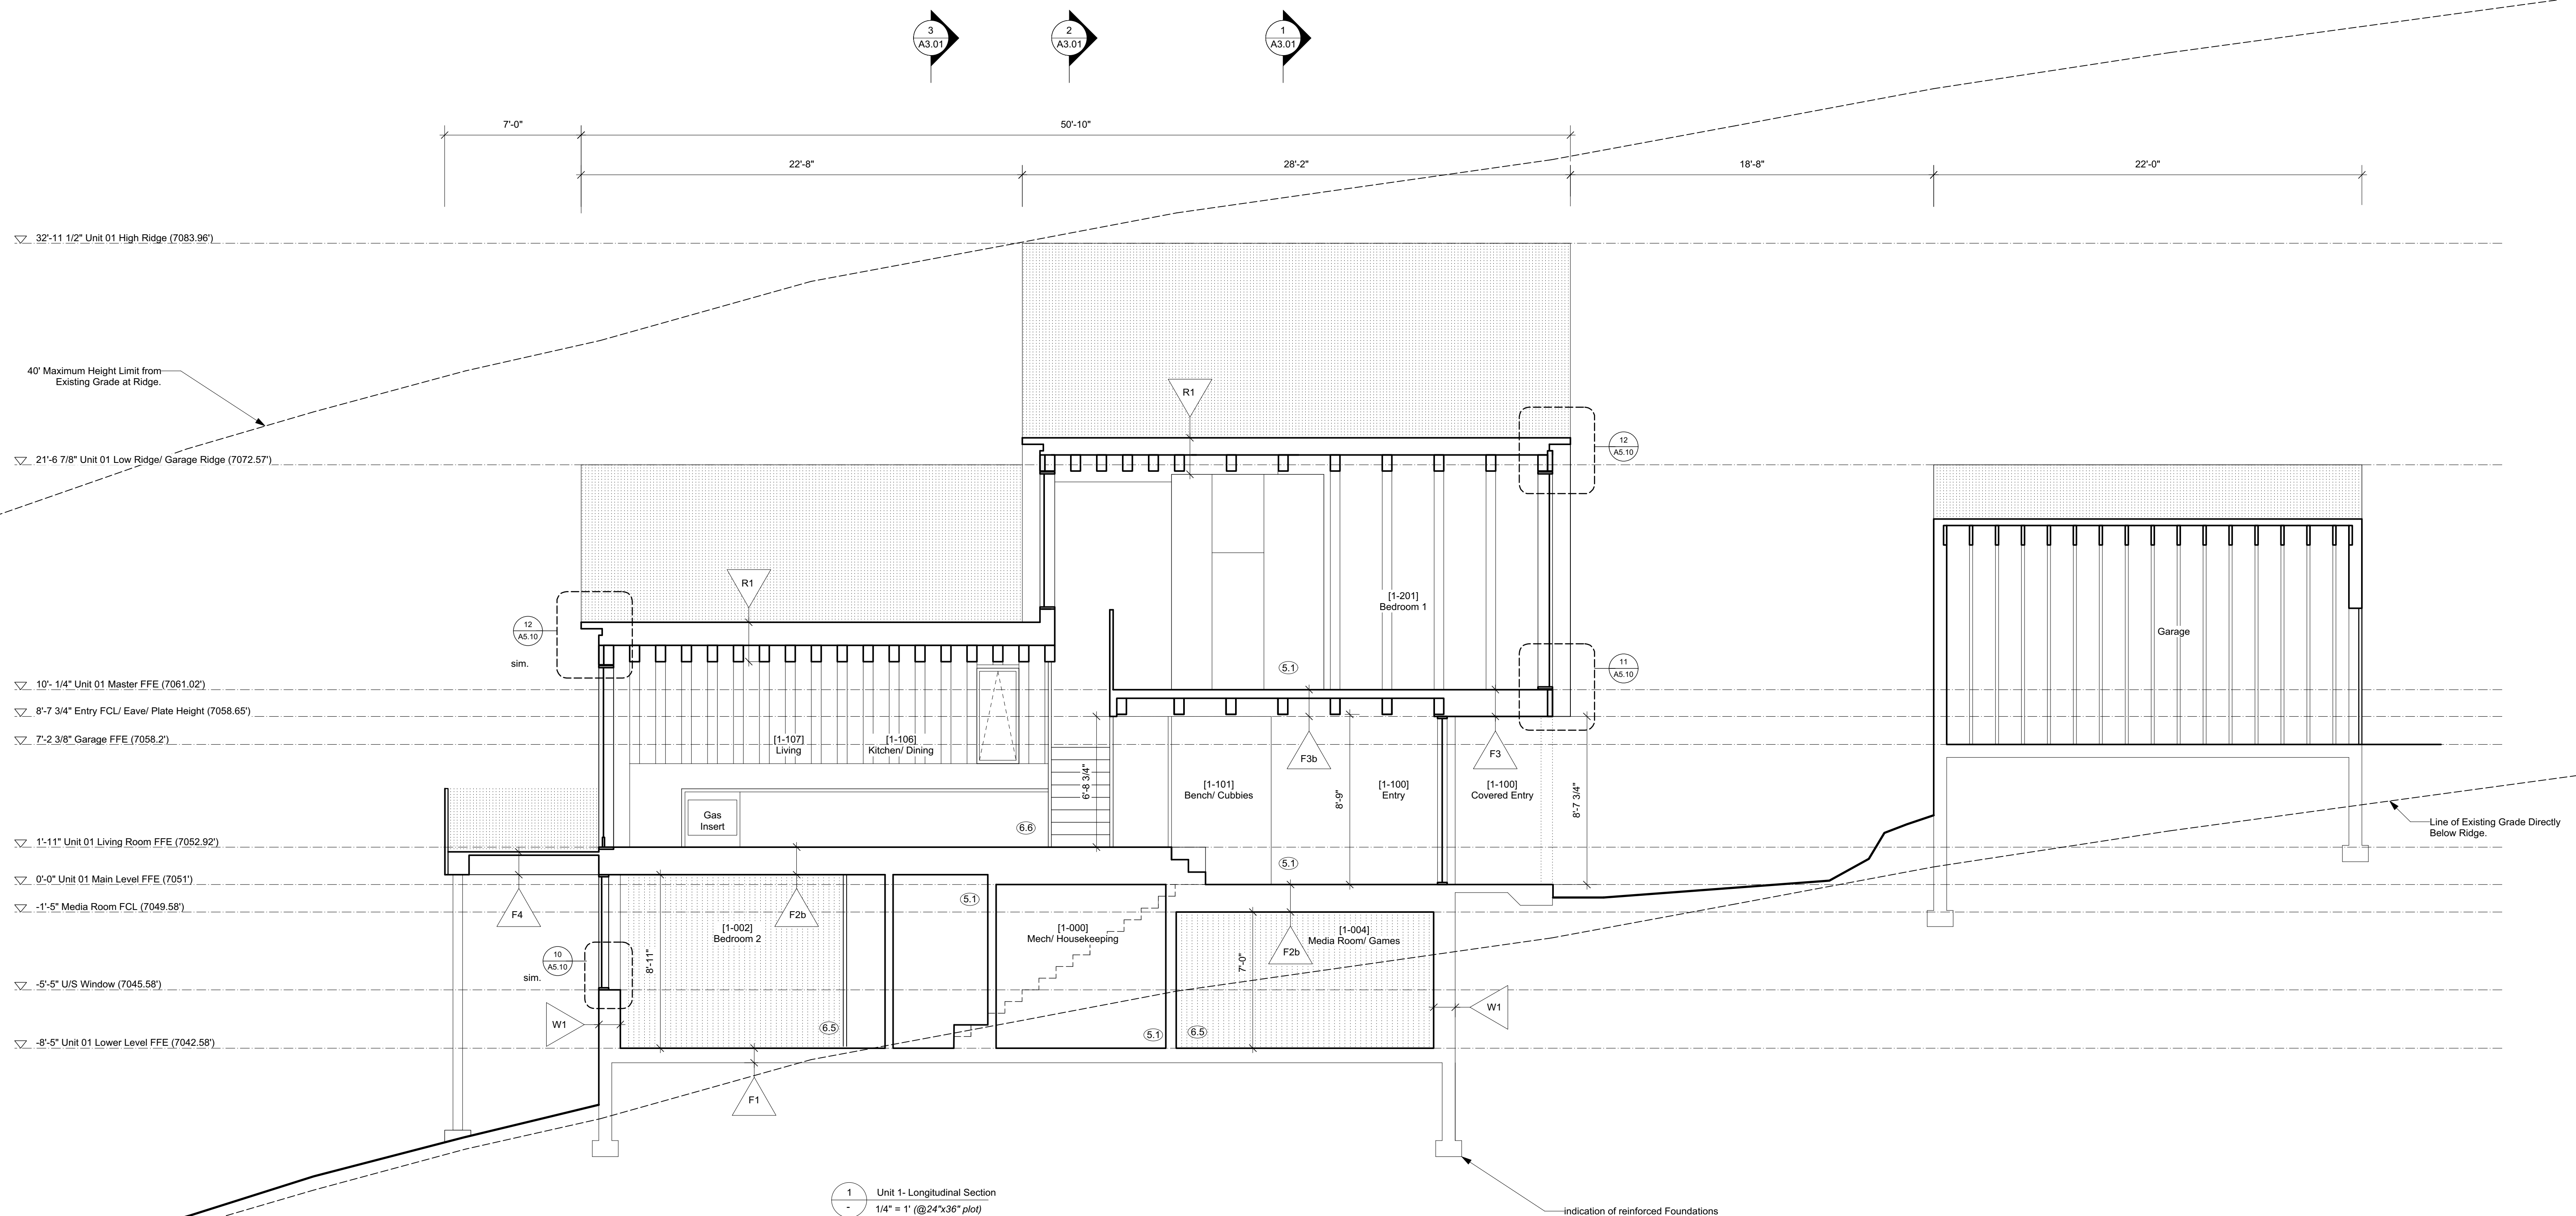 3
A3.01
2
A3.01
1
A3.01
7'-0"
50'-10"
22'-8"
28'-2"
18'-8"
22'-0"
32'-11 1/2" Unit 01 High Ridge (7083.96')
40' Maximum Height Limit from
Existing Grade at Ridge.
R1
12
A5.10
21'-6 7/8" Unit 01 Low Ridge/ Garage Ridge (7072.57')
R1
[1-201]
Bedroom 1
12
A5.10
sim.
Garage
5.1
11
A5.10
10'- 1/4" Unit 01 Master FFE (7061.02')
8'-7 3/4" Entry FCL/ Eave/ Plate Height (7058.65')
7'-2 3/8" Garage FFE (7058.2')
[1-107]
Living
[1-106]
Kitchen/ Dining
F3b
F3
6'-8 3/4"
[1-101]
Bench/ Cubbies
8'-9"
[1-100]
Entry
[1-100]
Covered Entry
8'-7 3/4"
Gas
Insert
6.6
Line of Existing Grade Directly
Below Ridge.
1'-11" Unit 01 Living Room FFE (7052.92')
5.1
0'-0" Unit 01 Main Level FFE (7051')
5.1
-1'-5" Media Room FCL (7049.58')
F4
F2b
[1-002]
Bedroom 2
[1-000]
Mech/ Housekeeping
[1-004]
Media Room/ Games
F2b
10
A5.10
sim.
8'-11"
7'-0"
-5'-5" U/S Window (7045.58')
W1
W1
6.5
5.1
6.5
-8'-5" Unit 01 Lower Level FFE (7042.58')
F1
1
-
Unit 1- Longitudinal Section
1/4" = 1' (@24"x36" plot)
indication of reinforced Foundations